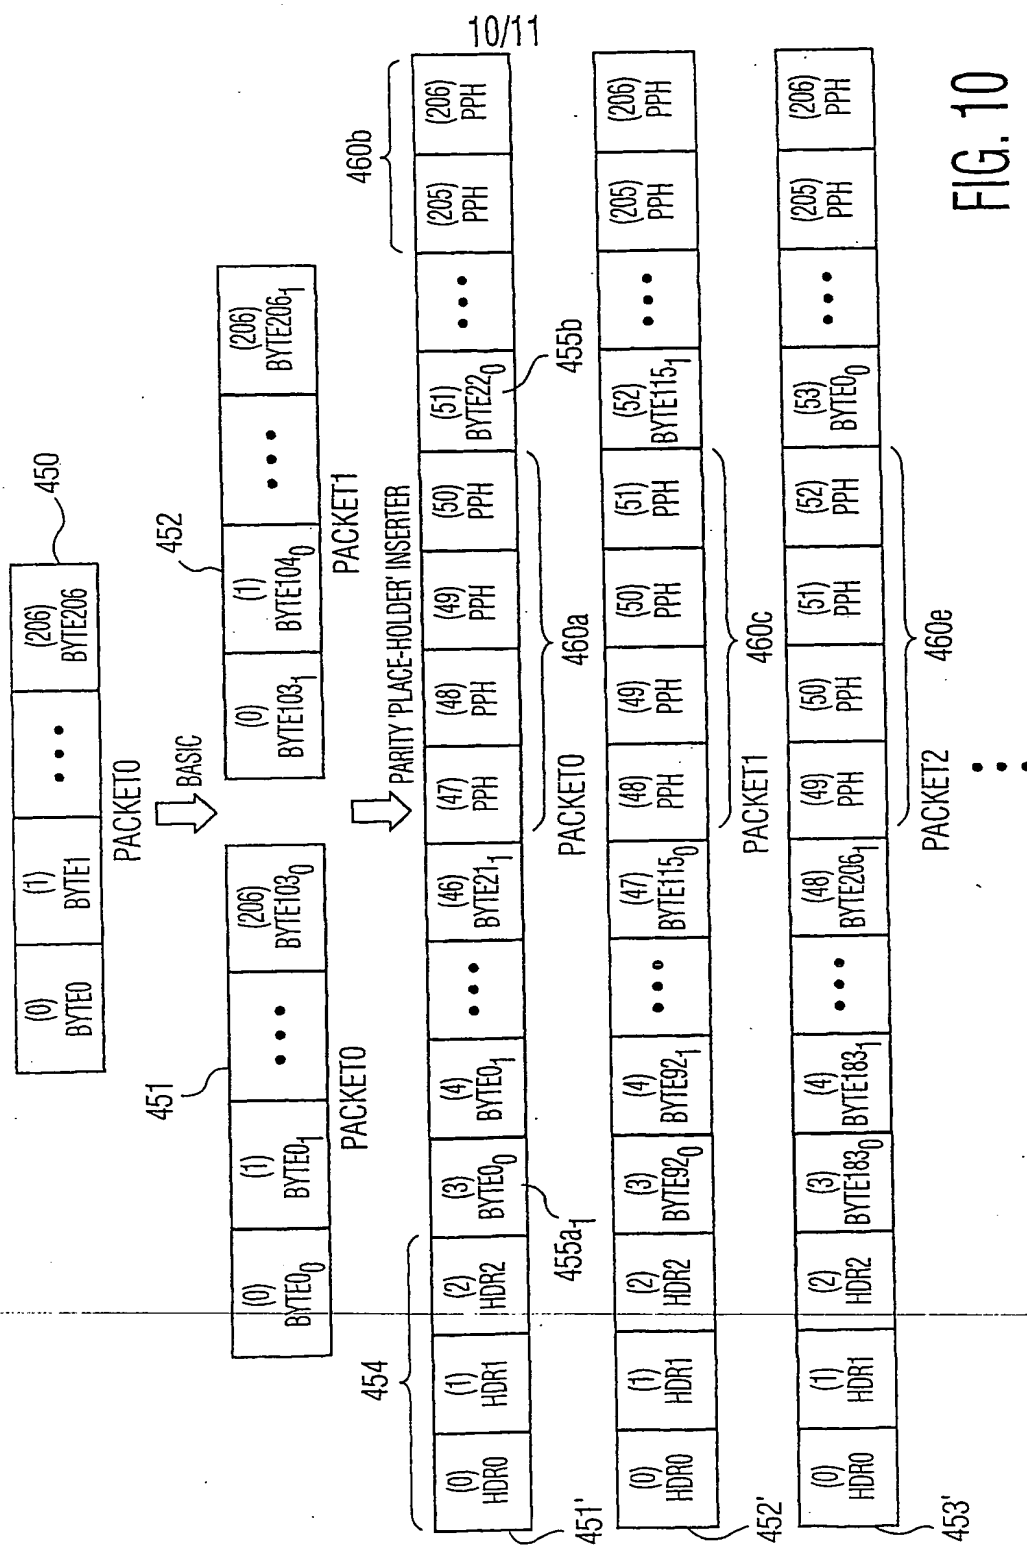 10/11
450
(0) BYTE0
(1) BYTE1
• • •
(206) BYTE206
PACKET0
BASIC
451
(0) BYTE0₀
(1) BYTE0₁
• • •
(206) BYTE103₀
PACKET0
452
(0) BYTE103₁
(1) BYTE104₀
• • •
(206) BYTE206₁
PACKET1
PARITY 'PLACE-HOLDER' INSERTER
454
460b
(0) HDR0
(1) HDR1
(2) HDR2
(3) BYTE0₀
(4) BYTE0₁
• • •
(46) BYTE21₁
(47) PPH
(48) PPH
(49) PPH
(50) PPH
(51) BYTE22₀
• • •
(205) PPH
(206) PPH
451'
455a₁
PACKET0
460a
455b
(0) HDR0
(1) HDR1
(2) HDR2
(3) BYTE92₀
(4) BYTE92₁
• • •
(47) BYTE115₀
(48) PPH
(49) PPH
(50) PPH
(51) PPH
(52) BYTE115₁
• • •
(205) PPH
(206) PPH
452'
PACKET1
460c
(0) HDR0
(1) HDR1
(2) HDR2
(3) BYTE183₀
(4) BYTE183₁
• • •
(48) BYTE206₁
(49) PPH
(50) PPH
(51) PPH
(52) PPH
(53) BYTE0₀
• • •
(205) PPH
(206) PPH
453'
PACKET2
460e
FIG. 10